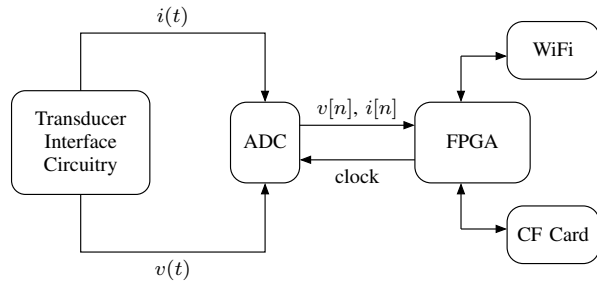 i(t)
WiFi
Transducer
Interface
Circuitry
ADC
v[n], i[n]
FPGA
clock
CF Card
v(t)